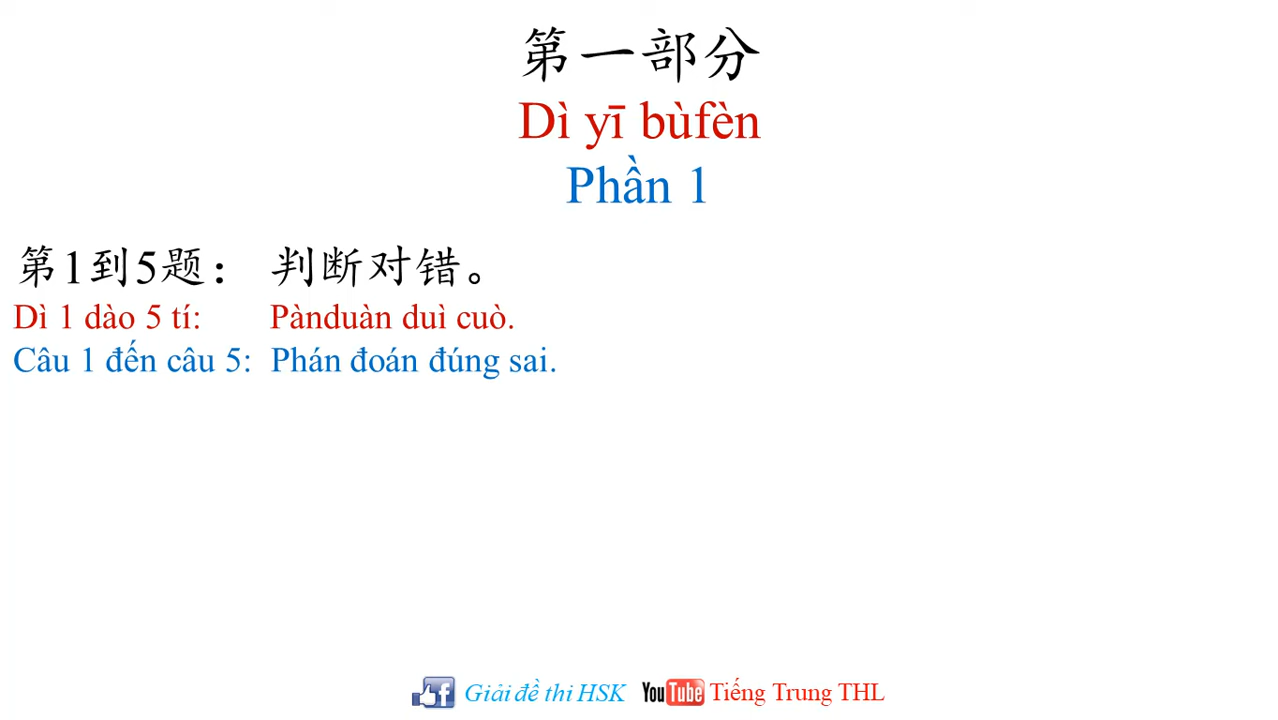 第一部分
Dì yī bùfèn
Phần 1
第1到5题： 判断对错。
Dì 1 dào 5 tí: Pànduàn duì cuò.
Câu 1 đến câu 5: Phán đoán đúng sai.
Giải đề thi HSK YouTube Tiếng Trung THL